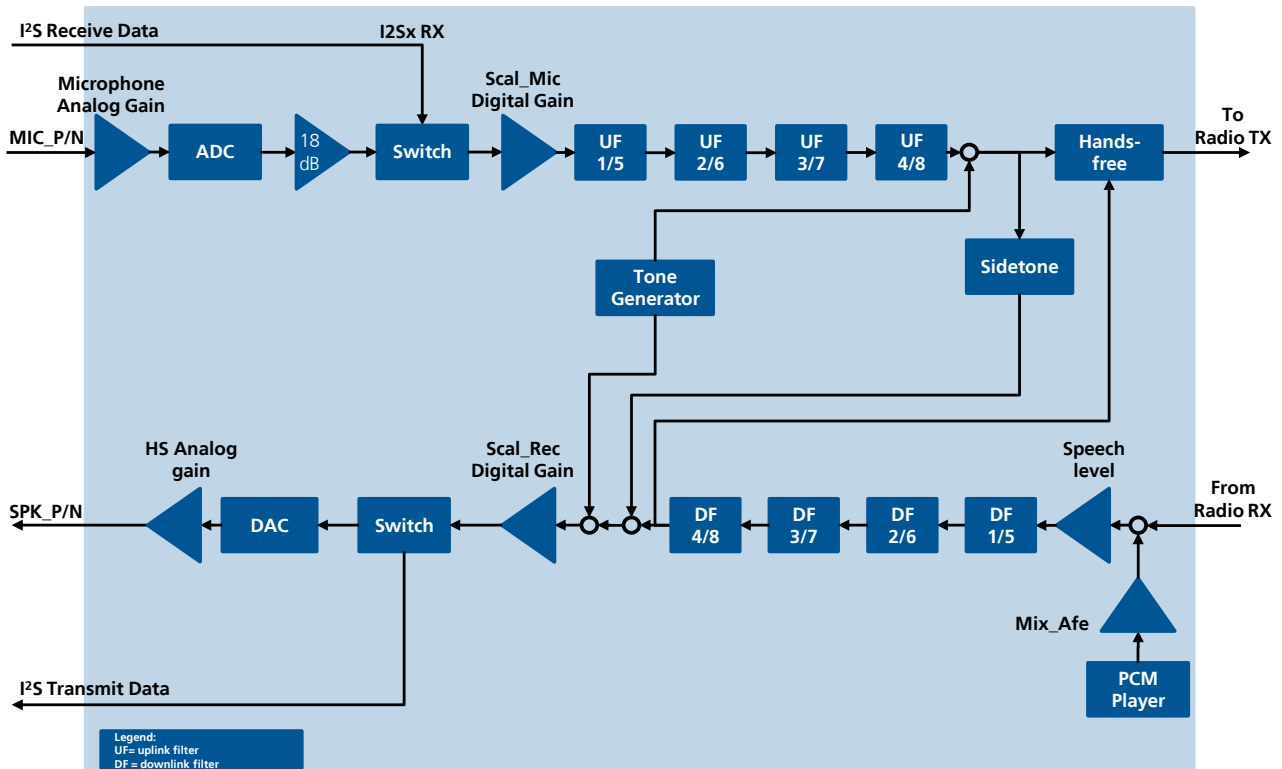 I²S Receive Data
I2Sx RX
Microphone
Analog Gain
Scal_Mic
Digital Gain
To
Radio TX
MIC_P/N
ADC
18
dB
Switch
UF
1/5
UF
2/6
UF
3/7
UF
4/8
Hands-
free
Tone
Generator
Sidetone
HS Analog
gain
Scal_Rec
Digital Gain
Speech
level
From
Radio RX
SPK_P/N
DAC
Switch
DF
4/8
DF
3/7
DF
2/6
DF
1/5
Mix_Afe
PCM
Player
I²S Transmit Data
Legend:
UF= uplink filter
DF = downlink filter